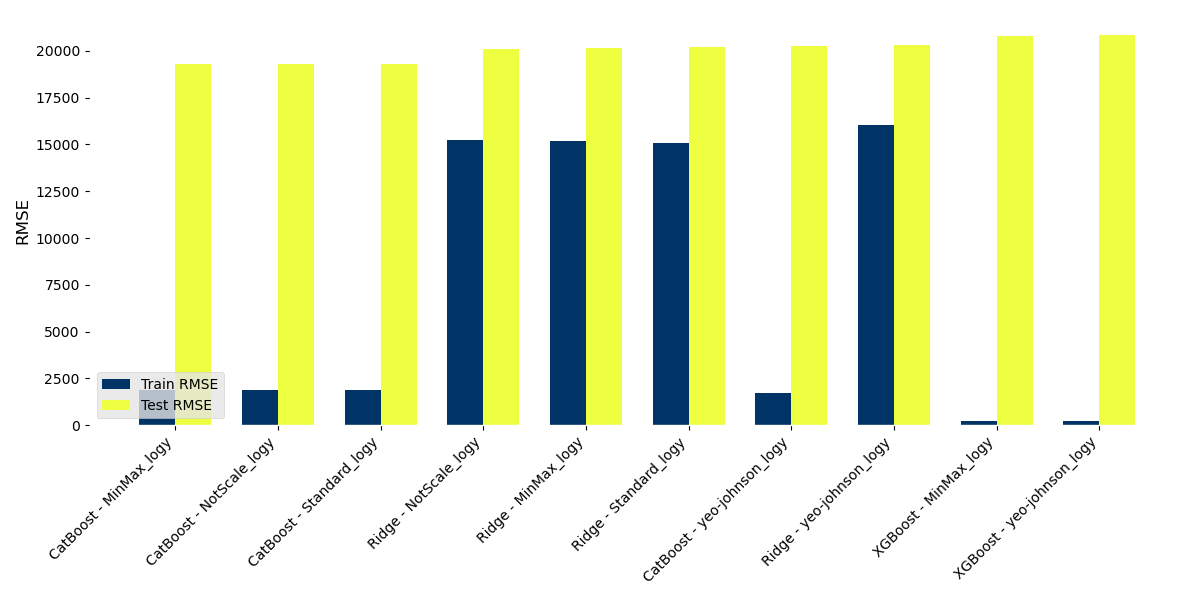 RMSE
20000
17500
15000
12500
10000
7500
5000
2500
0
Train RMSE
Test RMSE
CatBoost - MinMax_logy
CatBoost - NotScale_logy
CatBoost - Standard_logy
Ridge - NotScale_logy
Ridge - MinMax_logy
Ridge - Standard_logy
CatBoost - yeo-johnson_logy
Ridge - yeo-johnson_logy
XGBoost - MinMax_logy
XGBoost - yeo-johnson_logy